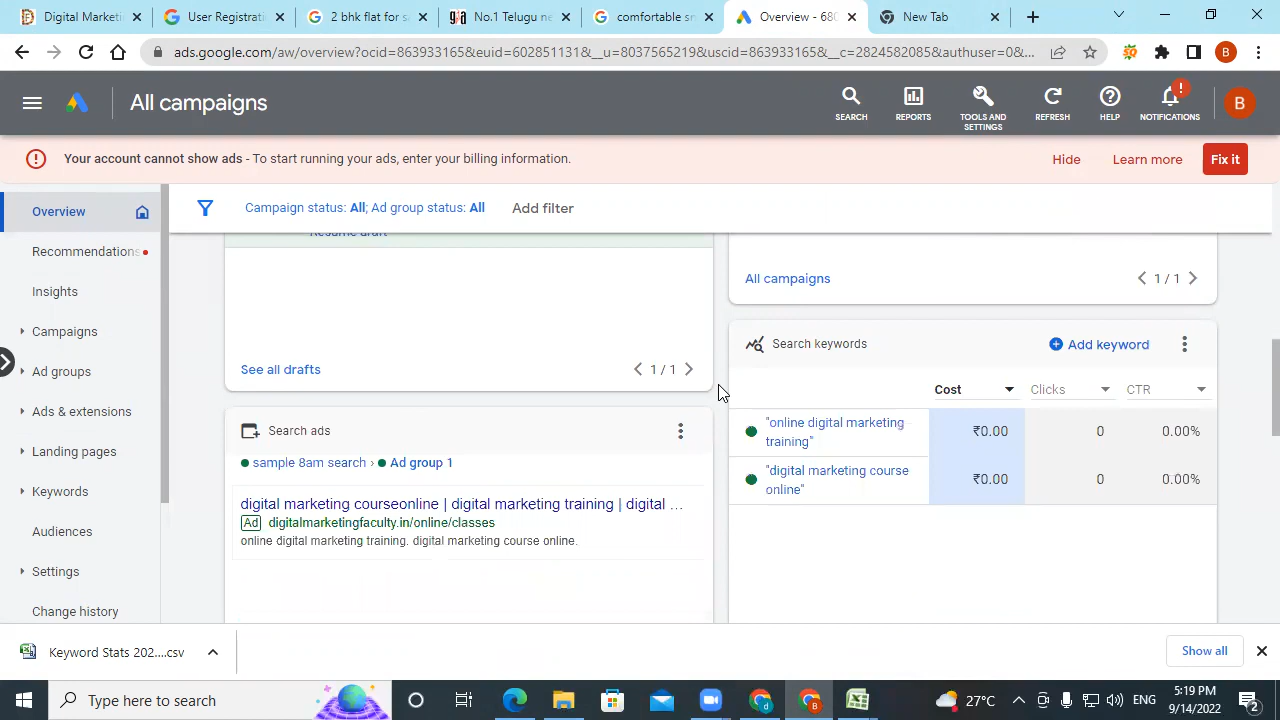 Digital Marketi
User Registrati
2 bhk flat for sa
No.1 Telugu ne
comfortable sn
Overview - 680
New Tab
ads.google.com/aw/overview?ocid=863933165&euid=602851131&__u=8037565219&uscid=863933165&__c=2824582085&authuser=0&...
B
All campaigns
SEARCH
REPORTS
TOOLS AND
SETTINGS
REFRESH
HELP
NOTIFICATIONS
B
Your account cannot show ads - To start running your ads, enter your billing information.
Hide
Learn more
Fix it
Overview
Campaign status: All; Ad group status: All
Add filter
Resume draft
Recommendations
Insights
Campaigns
Ad groups
Ads & extensions
Landing pages
Keywords
Audiences
Settings
Change history
All campaigns
1 / 1
See all drafts
1 / 1
Search keywords
Add keyword
Cost
Clicks
CTR
"online digital marketing
training"
₹0.00
0
0.00%
"digital marketing course
online"
₹0.00
0
0.00%
Search ads
sample 8am search › Ad group 1
digital marketing courseonline | digital marketing training | digital ...
Ad digitalmarketingfaculty.in/online/classes
online digital marketing training. digital marketing course online.
Keyword Stats 202....csv
Show all
Type here to search
27°C
ENG
5:19 PM
9/14/2022
2